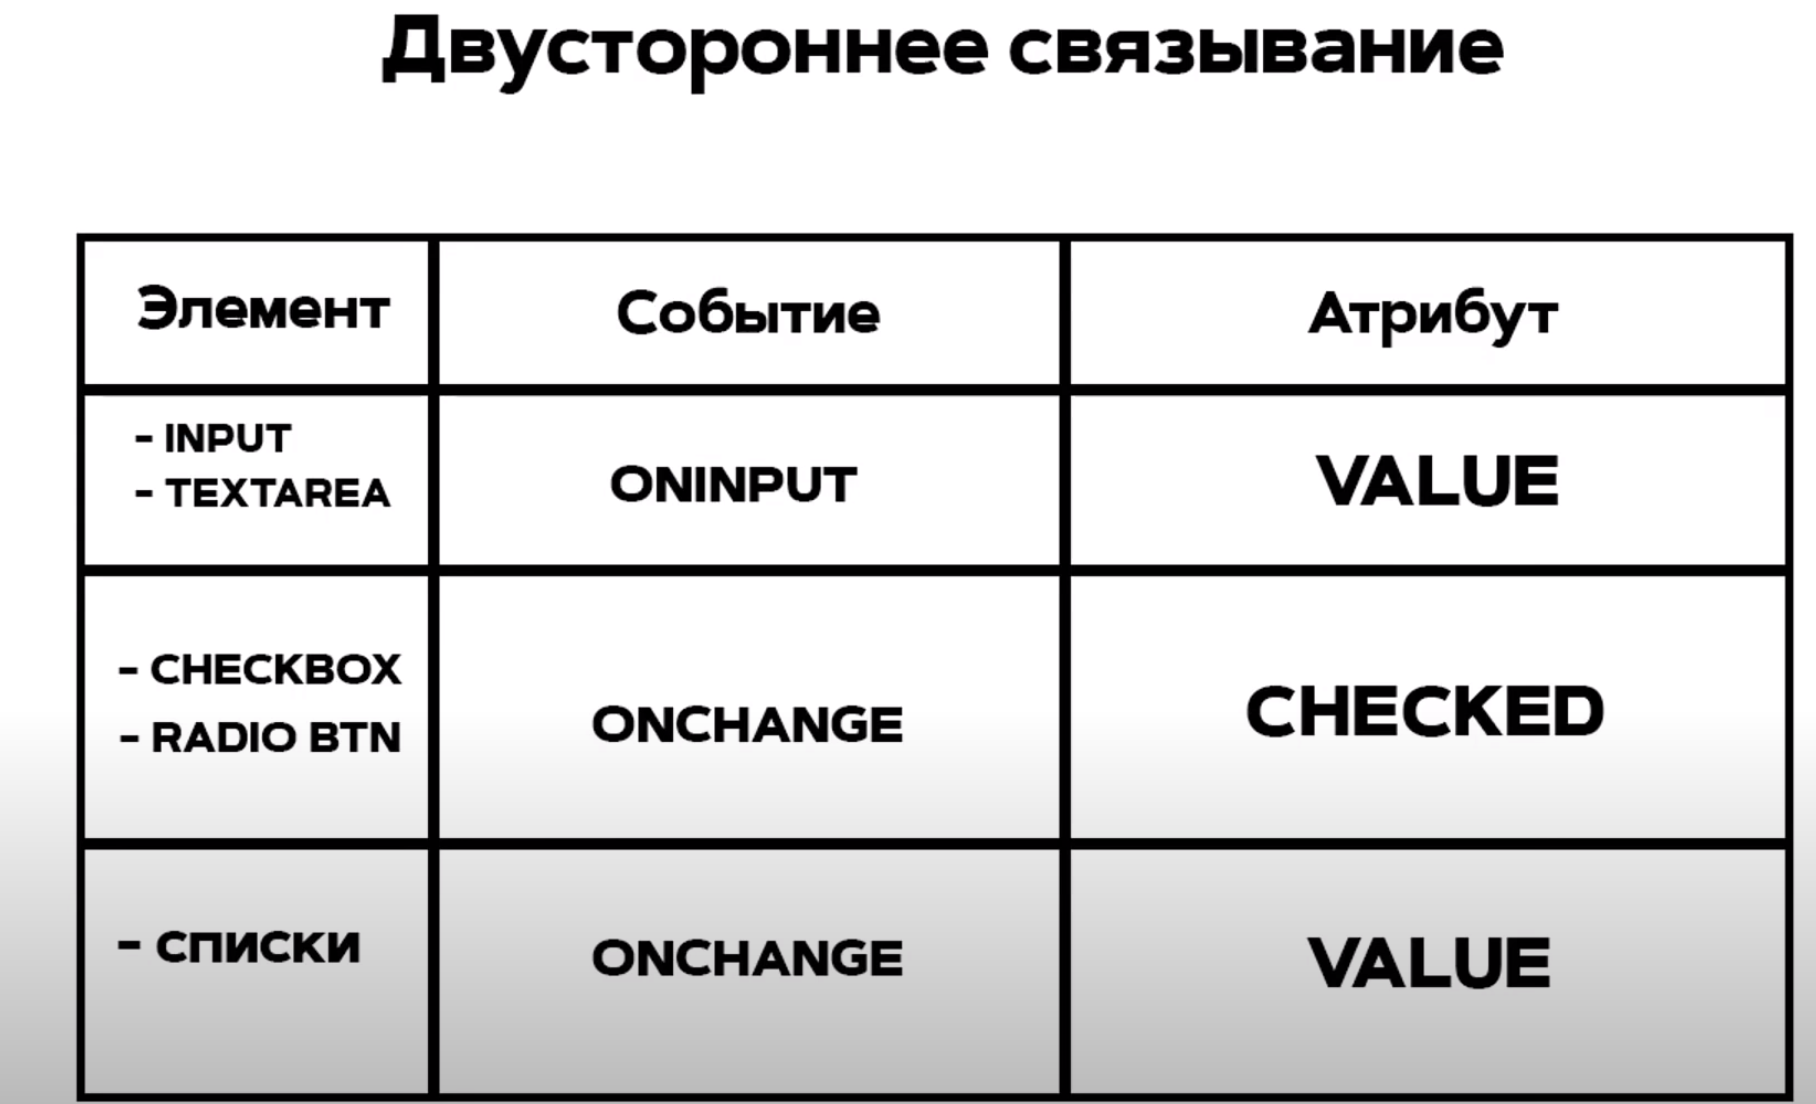 Двустороннее связывание
Элемент Событие Атрибут
- INPUT
- TEXTAREA
ONINPUT
VALUE
- CHECKBOX
- RADIO BTN
ONCHANGE
CHECKED
- СПИСКИ
ONCHANGE
VALUE